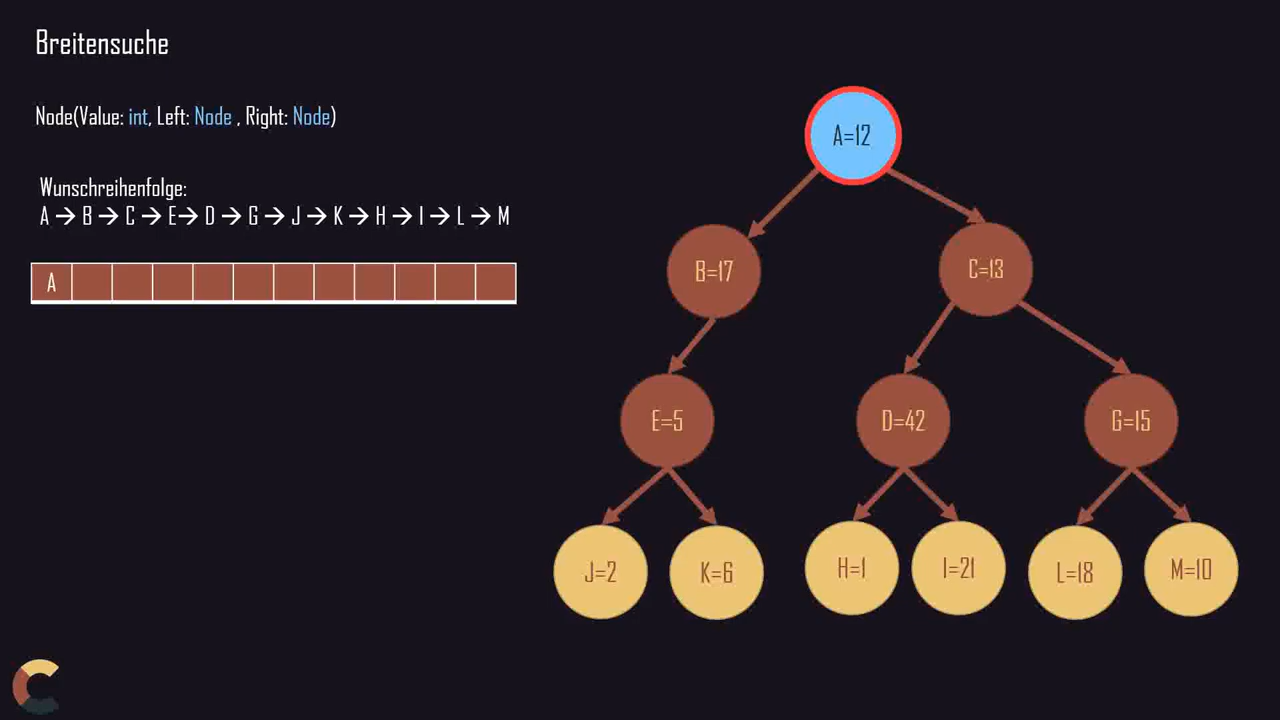 Breitensuche
Node(Value: int, Left: Node , Right: Node)
Wunschreihenfolge:
A → B → C → E → D → G → J → K → H → I → L → M
A
A=12
B=17
C=13
E=5
D=42
G=15
J=2
K=6
H=1
I=21
L=18
M=10